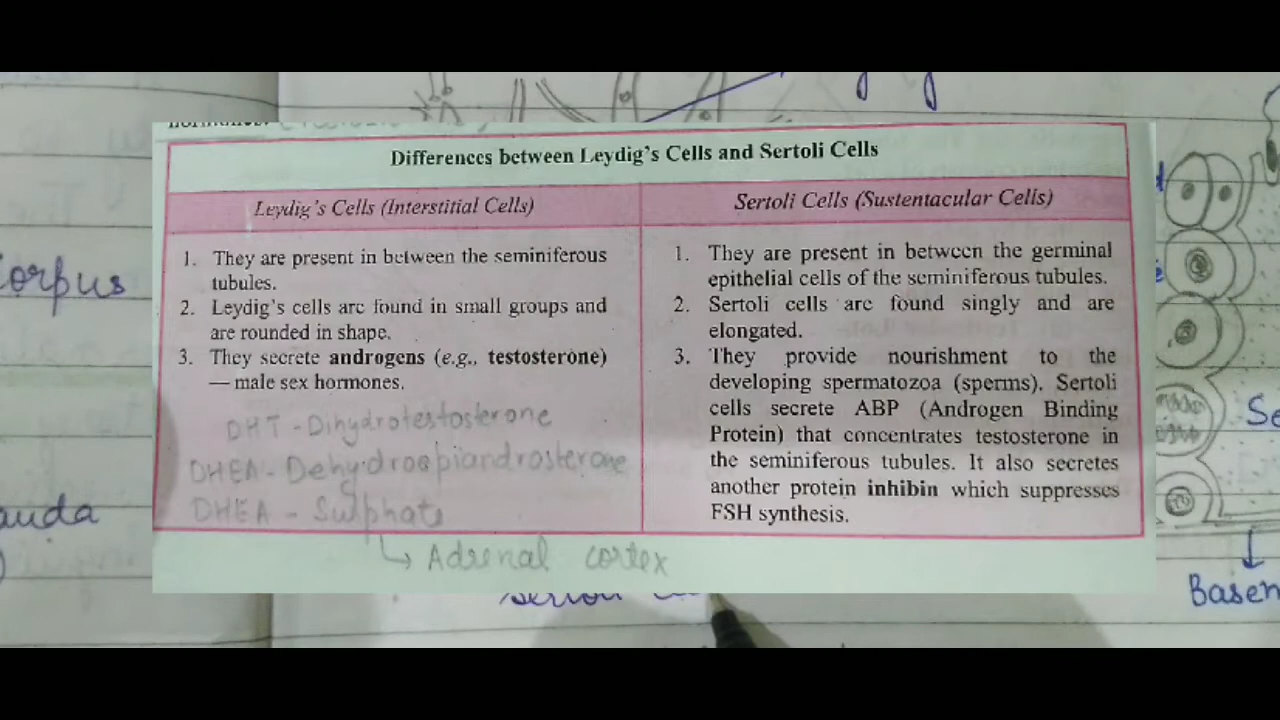 Differences between Leydig's Cells and Sertoli Cells
Leydig's Cells (Interstitial Cells)
1. They are present in between the seminiferous
tubules.
2. Leydig's cells are found in small groups and
are rounded in shape.
3. They secrete androgens (e.g., testosterone)
— male sex hormones.
DHT - Dihydrotestosterone
DHEA - Dehydroepiandrosterone
DHEA - Sulphate
↳ Adrenal cortex
Sertoli Cells (Sustentacular Cells)
1. They are present in between the germinal
epithelial cells of the seminiferous tubules.
2. Sertoli cells are found singly and are
elongated.
3. They provide nourishment to the
developing spermatozoa (sperms). Sertoli
cells secrete ABP (Androgen Binding
Protein) that concentrates testosterone in
the seminiferous tubules. It also secretes
another protein inhibin which suppresses
FSH synthesis.
orpus
auda
Se
Basem